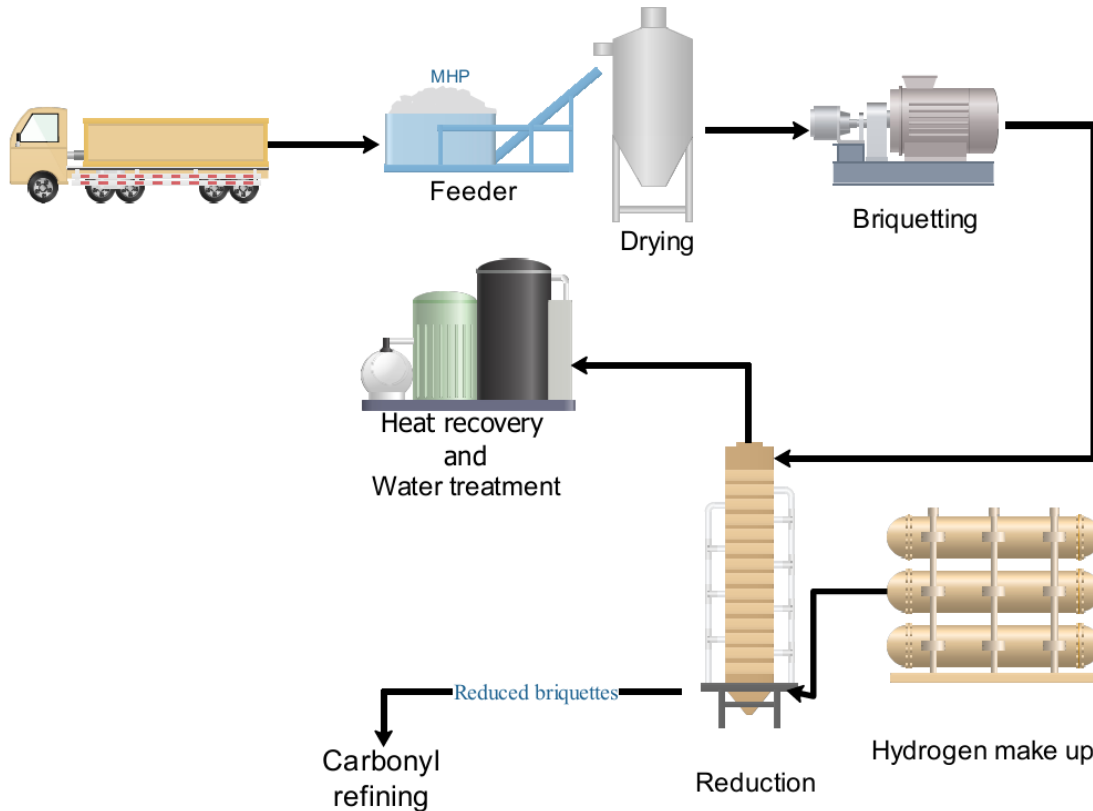 MHP
Feeder
Drying
Briquetting
Heat recovery
and
Water treatment
Reduced briquettes
Carbonyl
refining
Reduction
Hydrogen make up